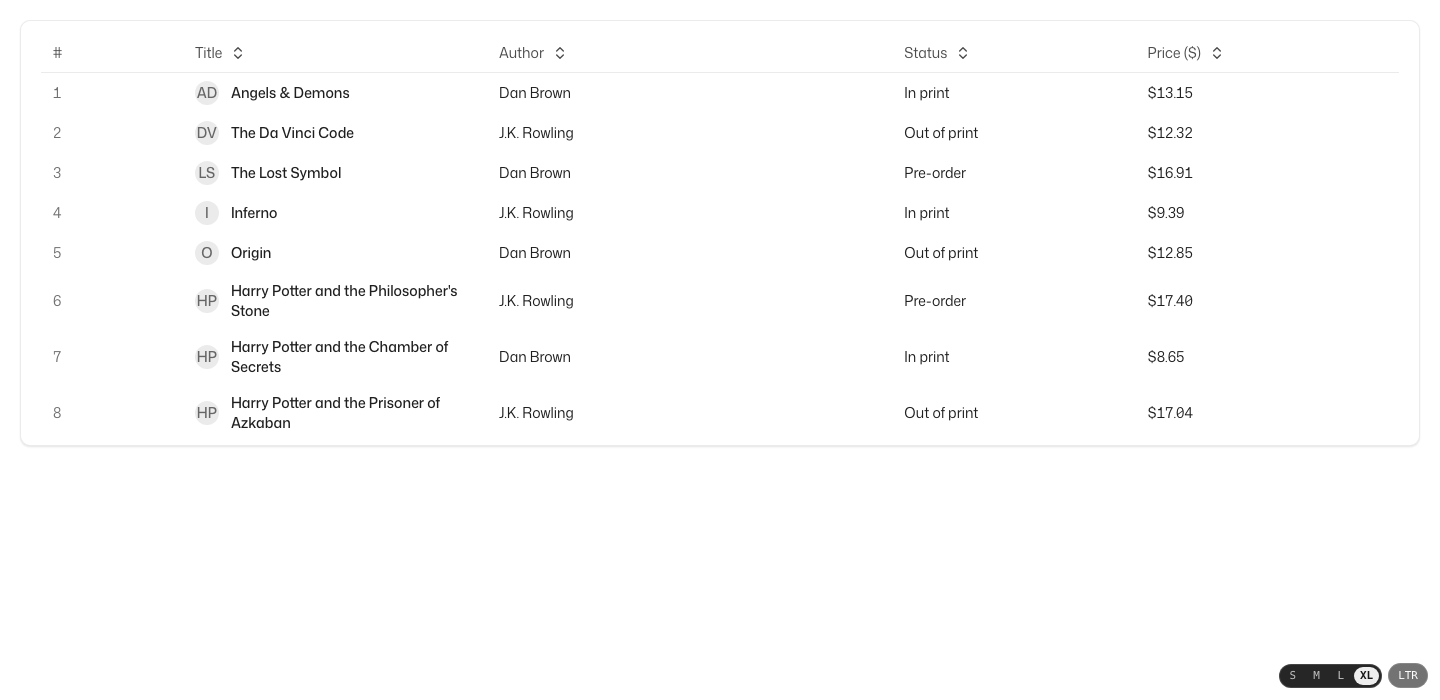 # Title Author Status Price ($)
1 AD Angels & Demons Dan Brown In print $13.15
2 DV The Da Vinci Code J.K. Rowling Out of print $12.32
3 LS The Lost Symbol Dan Brown Pre-order $16.91
4 I Inferno J.K. Rowling In print $9.39
5 O Origin Dan Brown Out of print $12.85
6 HP Harry Potter and the Philosopher's
Stone J.K. Rowling Pre-order $17.40
7 HP Harry Potter and the Chamber of
Secrets Dan Brown In print $8.65
8 HP Harry Potter and the Prisoner of
Azkaban J.K. Rowling Out of print $17.04
S M L XL LTR